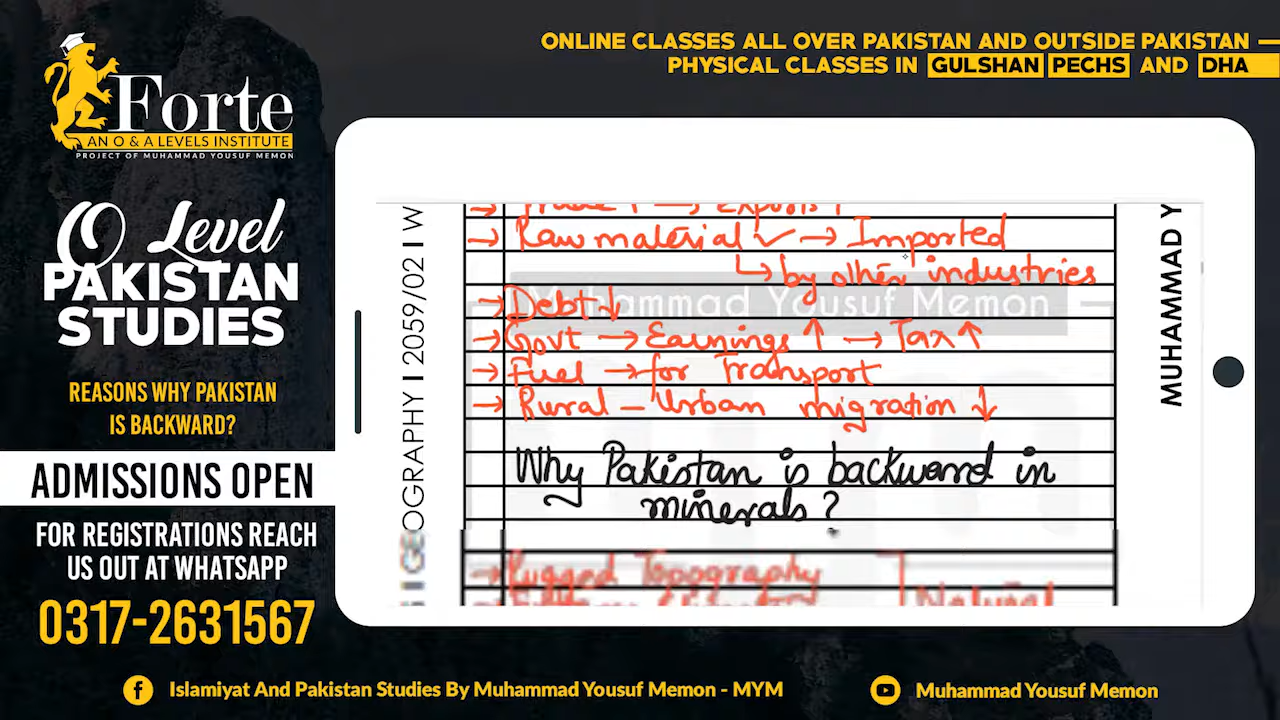 Forte
AN O & A LEVELS INSTITUTE
PROJECT OF MUHAMMAD YOUSUF MEMON
O Level
PAKISTAN
STUDIES
REASONS WHY PAKISTAN
IS BACKWARD?
ADMISSIONS OPEN
FOR REGISTRATIONS REACH
US OUT AT WHATSAPP
0317-2631567
ONLINE CLASSES ALL OVER PAKISTAN AND OUTSIDE PAKISTAN
PHYSICAL CLASSES IN GULSHAN PECHS AND DHA
OGRAPHY I 2059/02 I W
→ Raw material ✓ → Imported
↳ by other industries
Muhammad Yousuf Memon
→ Debt ↓
→ Govt → Earnings ↑ → Tax ↑
→ Fuel → for Transport
→ Rural – Urban migration ↓
Why Pakistan is backward in
minerals?
→ Rugged Topography
Natural
MUHAMMAD Y
Islamiyat And Pakistan Studies By Muhammad Yousuf Memon - MYM
Muhammad Yousuf Memon